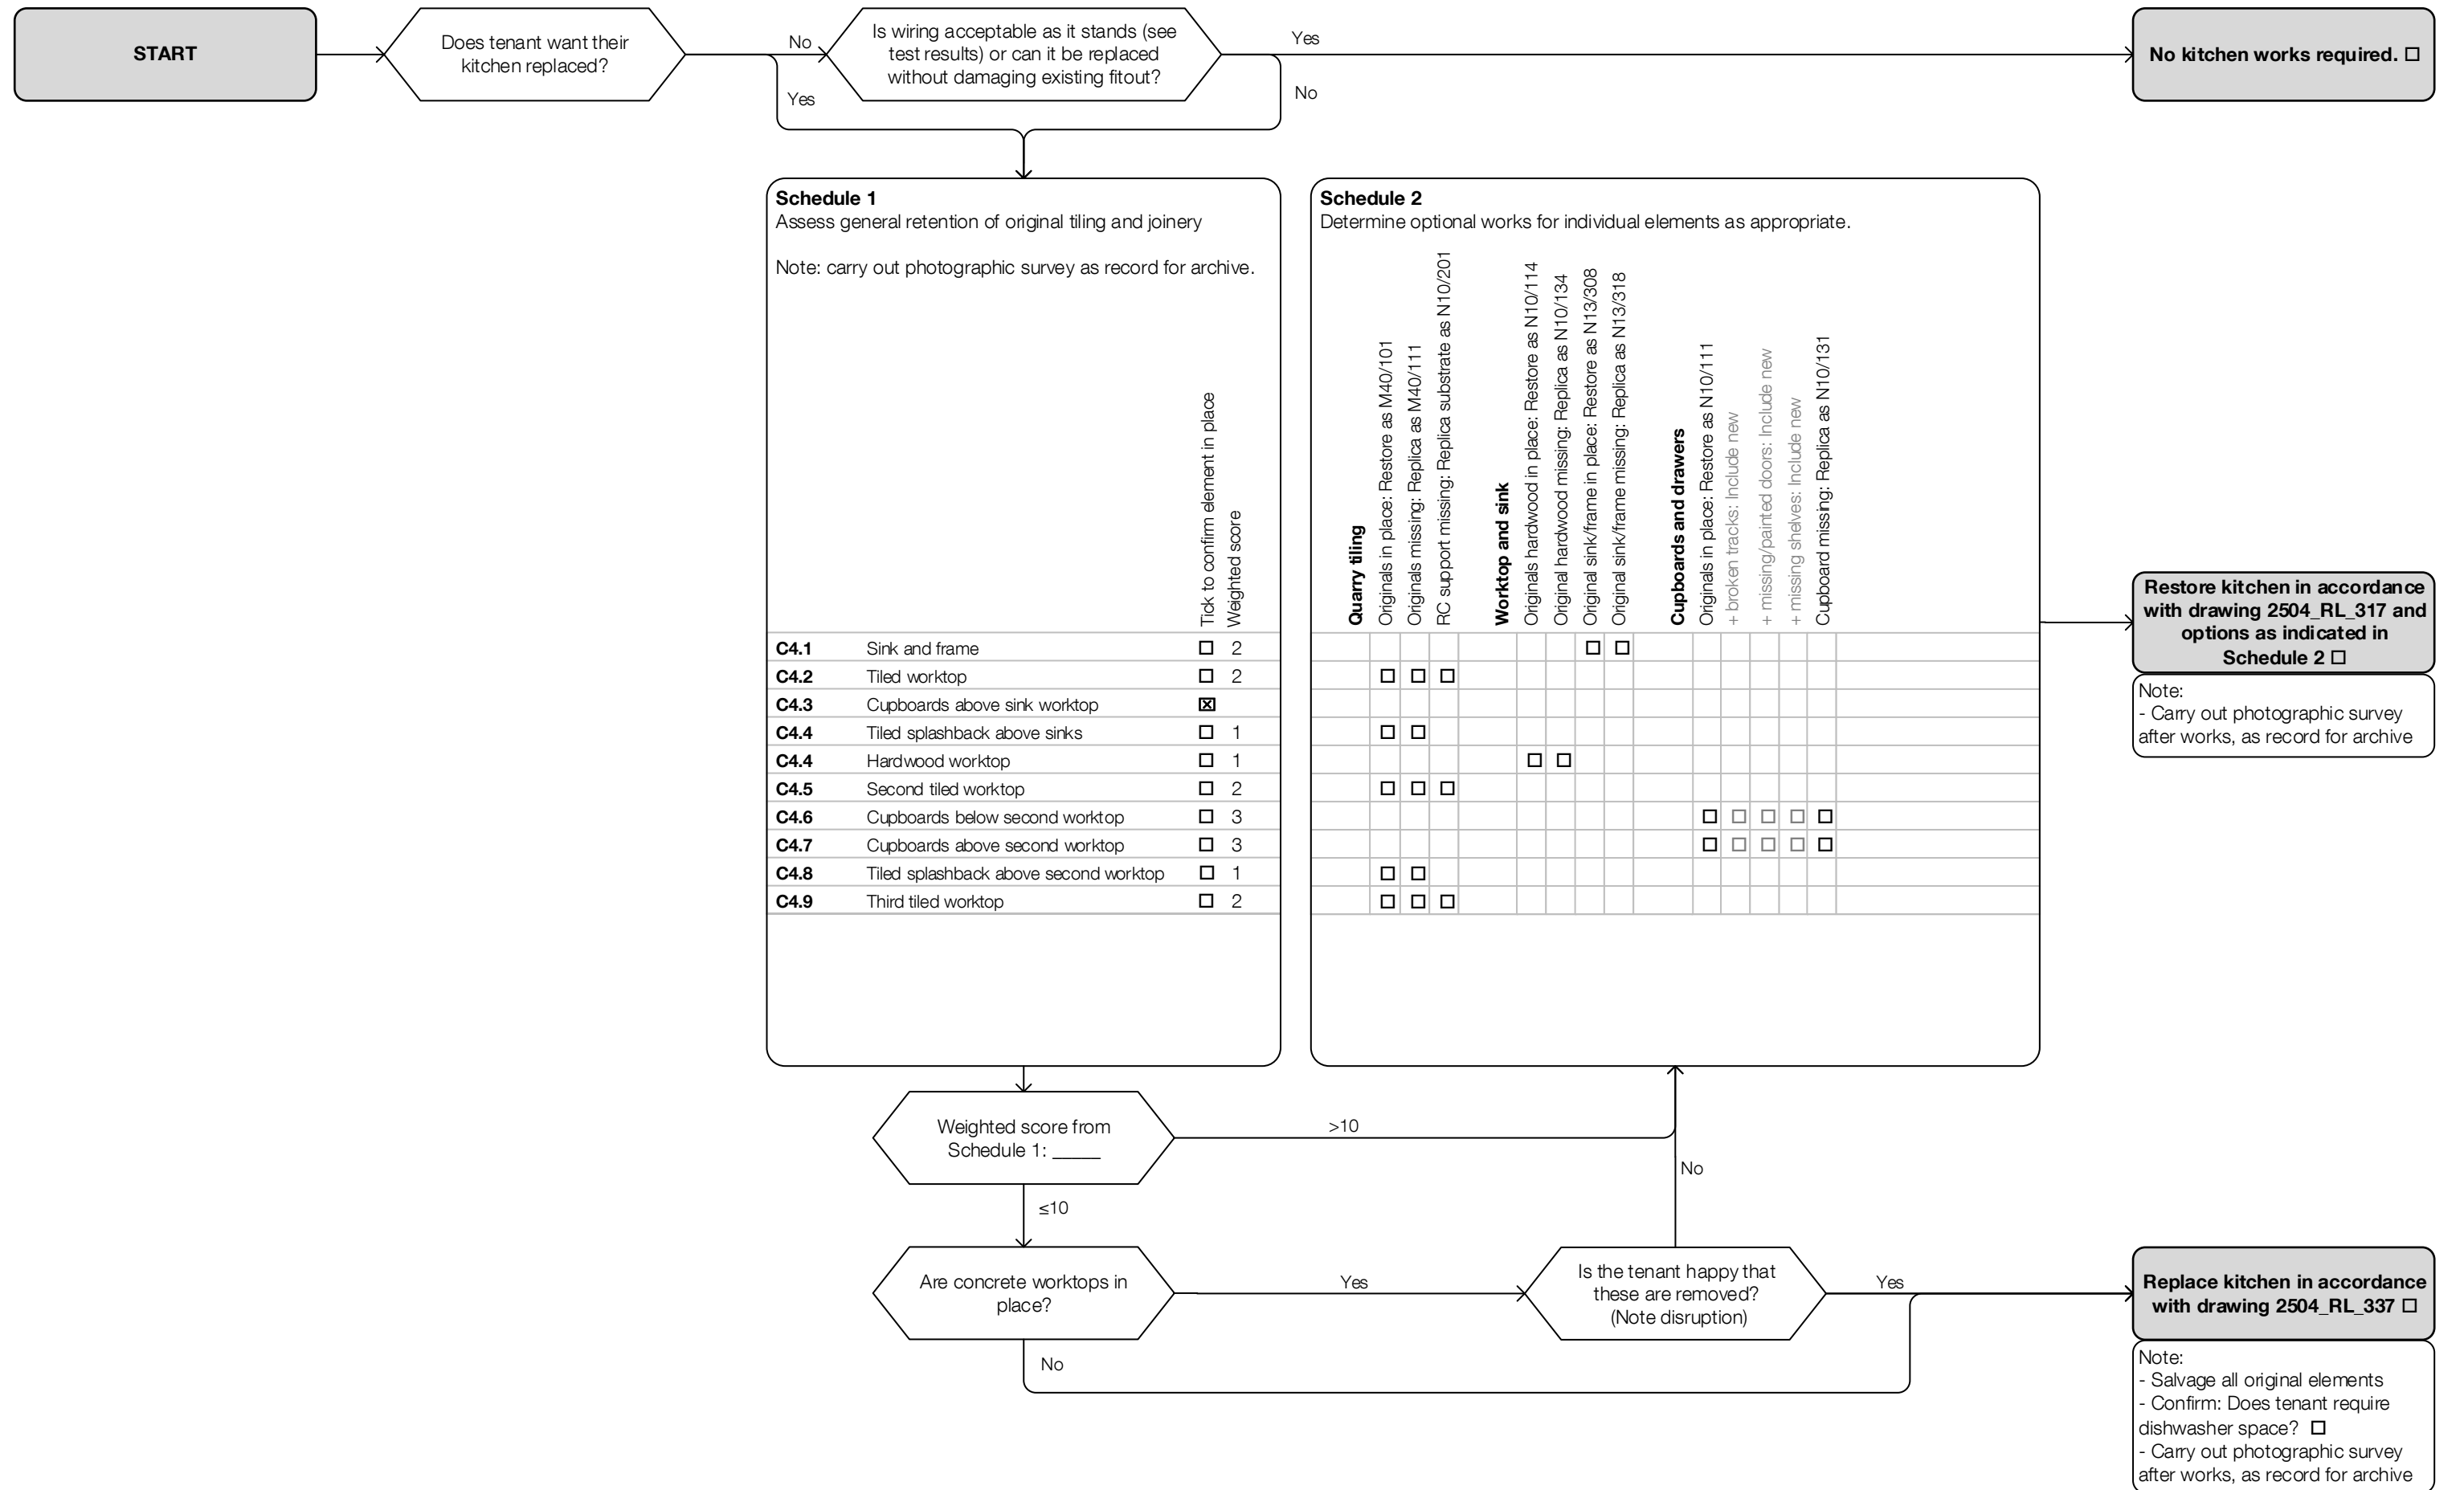 START
Does tenant want their
kitchen replaced?
No
Yes
Is wiring acceptable as it stands (see
test results) or can it be replaced
without damaging existing fitout?
Yes
No
No kitchen works required. ☐
Schedule 1
Assess general retention of original tiling and joinery
Note: carry out photographic survey as record for archive.
Tick to confirm element in place
Weighted score
C4.1 Sink and frame ☐ 2
C4.2 Tiled worktop ☐ 2
C4.3 Cupboards above sink worktop ☒
C4.4 Tiled splashback above sinks ☐ 1
C4.4 Hardwood worktop ☐ 1
C4.5 Second tiled worktop ☐ 2
C4.6 Cupboards below second worktop ☐ 3
C4.7 Cupboards above second worktop ☐ 3
C4.8 Tiled splashback above second worktop ☐ 1
C4.9 Third tiled worktop ☐ 2
Schedule 2
Determine optional works for individual elements as appropriate.
Quarry tiling
Originals in place: Restore as M40/101
Originals missing: Replica as M40/111
RC support missing: Replica substrate as N10/201
Worktop and sink
Originals hardwood in place: Restore as N10/114
Original hardwood missing: Replica as N10/134
Original sink/frame in place: Restore as N13/308
Original sink/frame missing: Replica as N13/318
Cupboards and drawers
Originals in place: Restore as N10/111
+ broken tracks: Include new
+ missing/painted doors: Include new
+ missing shelves: Include new
Cupboard missing: Replica as N10/131
Restore kitchen in accordance
with drawing 2504_RL_317 and
options as indicated in
Schedule 2 ☐
Note:
- Carry out photographic survey
after works, as record for archive
Weighted score from
Schedule 1: _____
>10
≤10
No
Are concrete worktops in
place?
Yes
No
Is the tenant happy that
these are removed?
(Note disruption)
Yes
Replace kitchen in accordance
with drawing 2504_RL_337 ☐
Note:
- Salvage all original elements
- Confirm: Does tenant require
dishwasher space? ☐
- Carry out photographic survey
after works, as record for archive